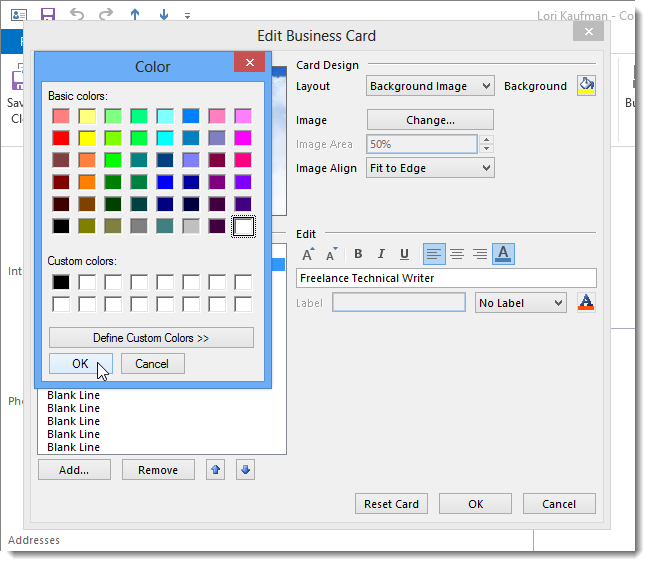 Lori Kaufman - Co
Edit Business Card
Color
Basic colors:
Custom colors:
Define Custom Colors >>
OK
Cancel
Card Design
Layout
Background Image
Background
Image
Change...
Image Area
50%
Image Align
Fit to Edge
Edit
A A B I U A
Freelance Technical Writer
Label
No Label
A
Blank Line
Blank Line
Blank Line
Blank Line
Add...
Remove
Reset Card
OK
Cancel
F
Sav
Cl
Bu
Int
Pho
Addresses